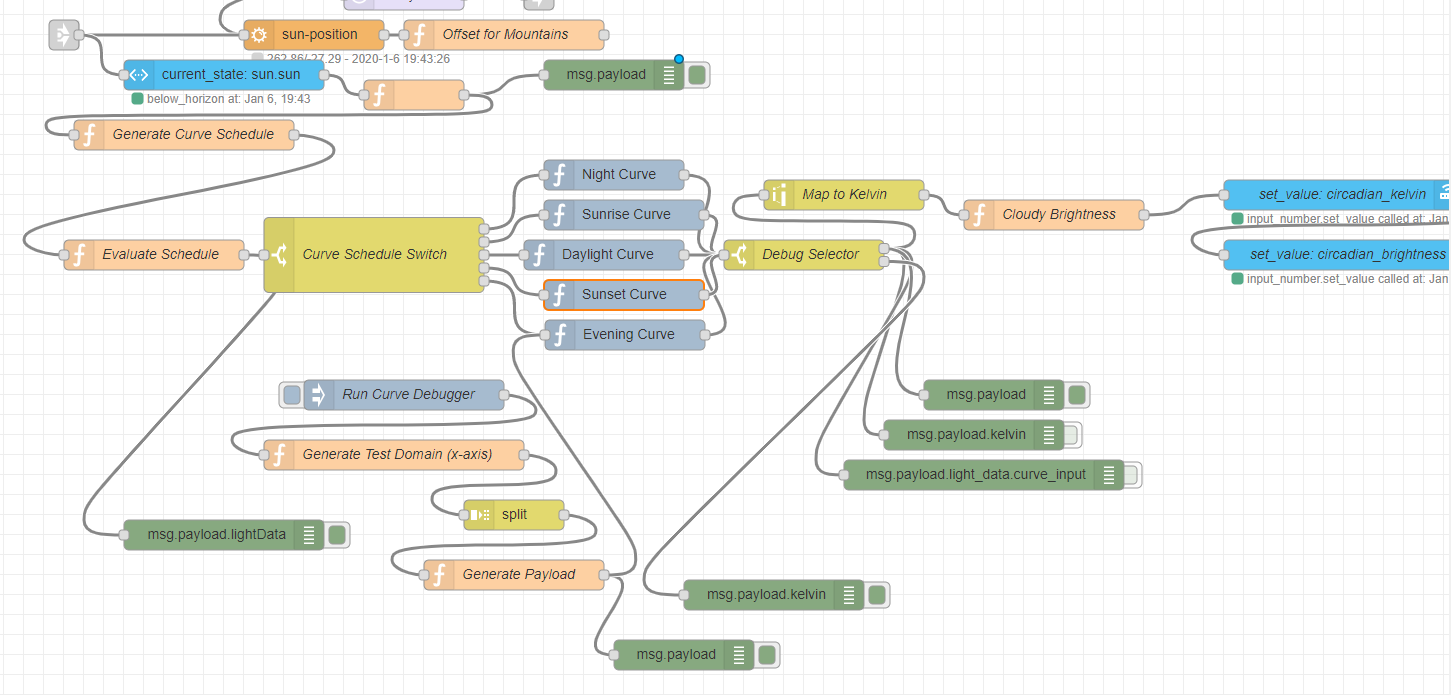 sun-position
Offset for Mountains
262.86/-27.29 - 2020-1-6 19:43:26
current_state: sun.sun
msg.payload
below_horizon at: Jan 6, 19:43
Generate Curve Schedule
Night Curve
Map to Kelvin
set_value: circadian_kelvin
Sunrise Curve
Cloudy Brightness
input_number.set_value called at: Jan
Evaluate Schedule
Curve Schedule Switch
Daylight Curve
Debug Selector
set_value: circadian_brightness
input_number.set_value called at: Jan
Sunset Curve
Evening Curve
Run Curve Debugger
msg.payload
msg.payload.kelvin
Generate Test Domain (x-axis)
msg.payload.light_data.curve_input
split
msg.payload.lightData
Generate Payload
msg.payload.kelvin
msg.payload